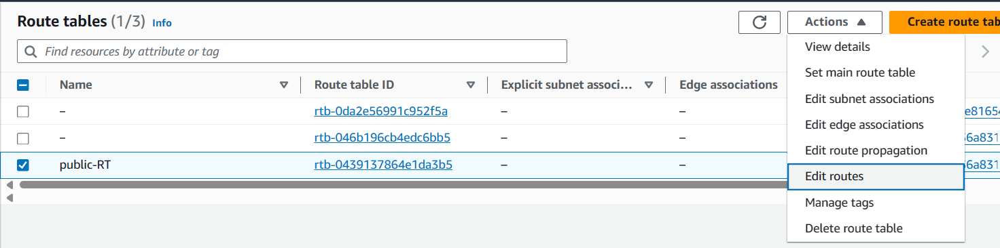 Route tables (1/3) Info
Actions
Create route tab
Find resources by attribute or tag
View details
Set main route table
Name
Route table ID
Explicit subnet associ...
Edge associations
Edit subnet associations
–
rtb-0da2e56991c952f5a
–
–
e8165
Edit edge associations
–
rtb-046b196cb4edc6bb5
–
–
6a831
Edit route propagation
public-RT
rtb-0439137864e1da3b5
–
–
6a831
Edit routes
Manage tags
Delete route table